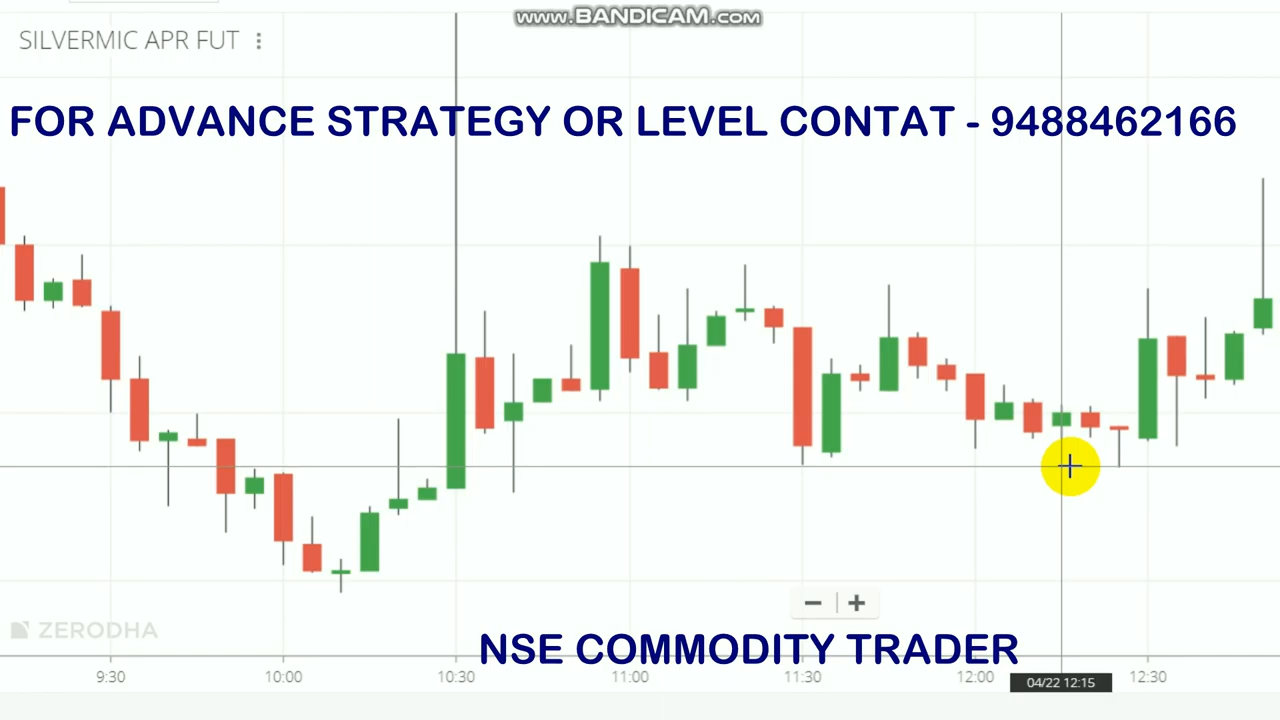 www.BANDICAM.com
SILVERMIC APR FUT
FOR ADVANCE STRATEGY OR LEVEL CONTAT - 9488462166
ZERODHA
NSE COMMODITY TRADER
9:30 10:00 10:30 11:00 11:30 12:00 04/22 12:15 12:30